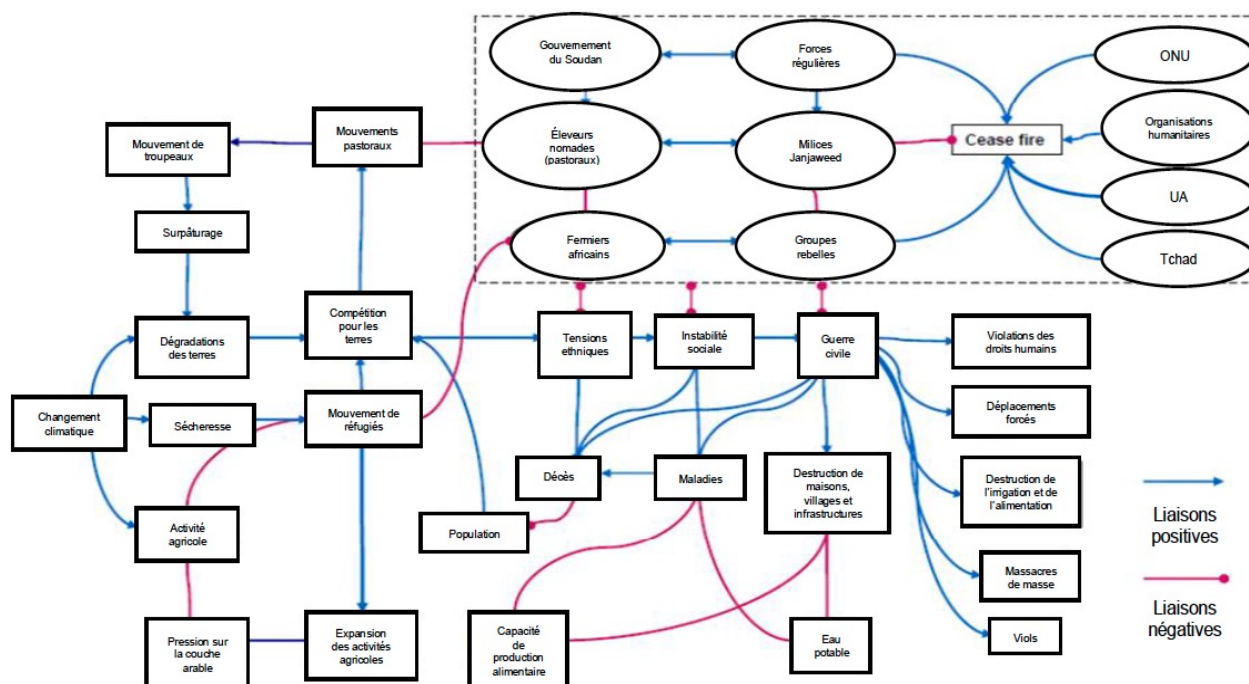 Gouvernement
du Soudan
Forces
régulières
ONU
Mouvement de
troupeaux
Mouvements
pastoraux
Éleveurs
nomades
(pastoraux)
Milices
Janjaweed
Cease fire
Organisations
humanitaires
UA
Surpâturage
Fermiers
africains
Groupes
rebelles
Tchad
Dégradations
des terres
Compétition
pour les
terres
Tensions
ethniques
Instabilité
sociale
Guerre
civile
Violations des
droits humains
Changement
climatique
Sécheresse
Mouvement de
réfugiés
Déplacements
forcés
Décès
Maladies
Destruction de
maisons,
villages et
infrastructures
Destruction de
l'irrigation et de
l'alimentation
Liaisons
positives
Activité
agricole
Population
Massacres
de masse
Liaisons
négatives
Pression sur
la couche
arable
Expansion
des activités
agricoles
Capacité
de
production
alimentaire
Eau
potable
Viols